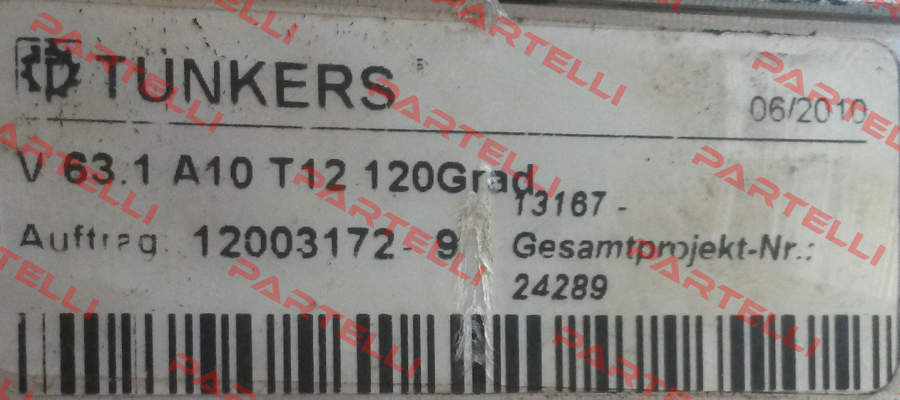 TUNKERS
06/2010
V 63.1 A10 T12 120Grad
13167 -
Auftrag: 12003172-9
Gesamtprojekt-Nr.:
24289
PARTELLI